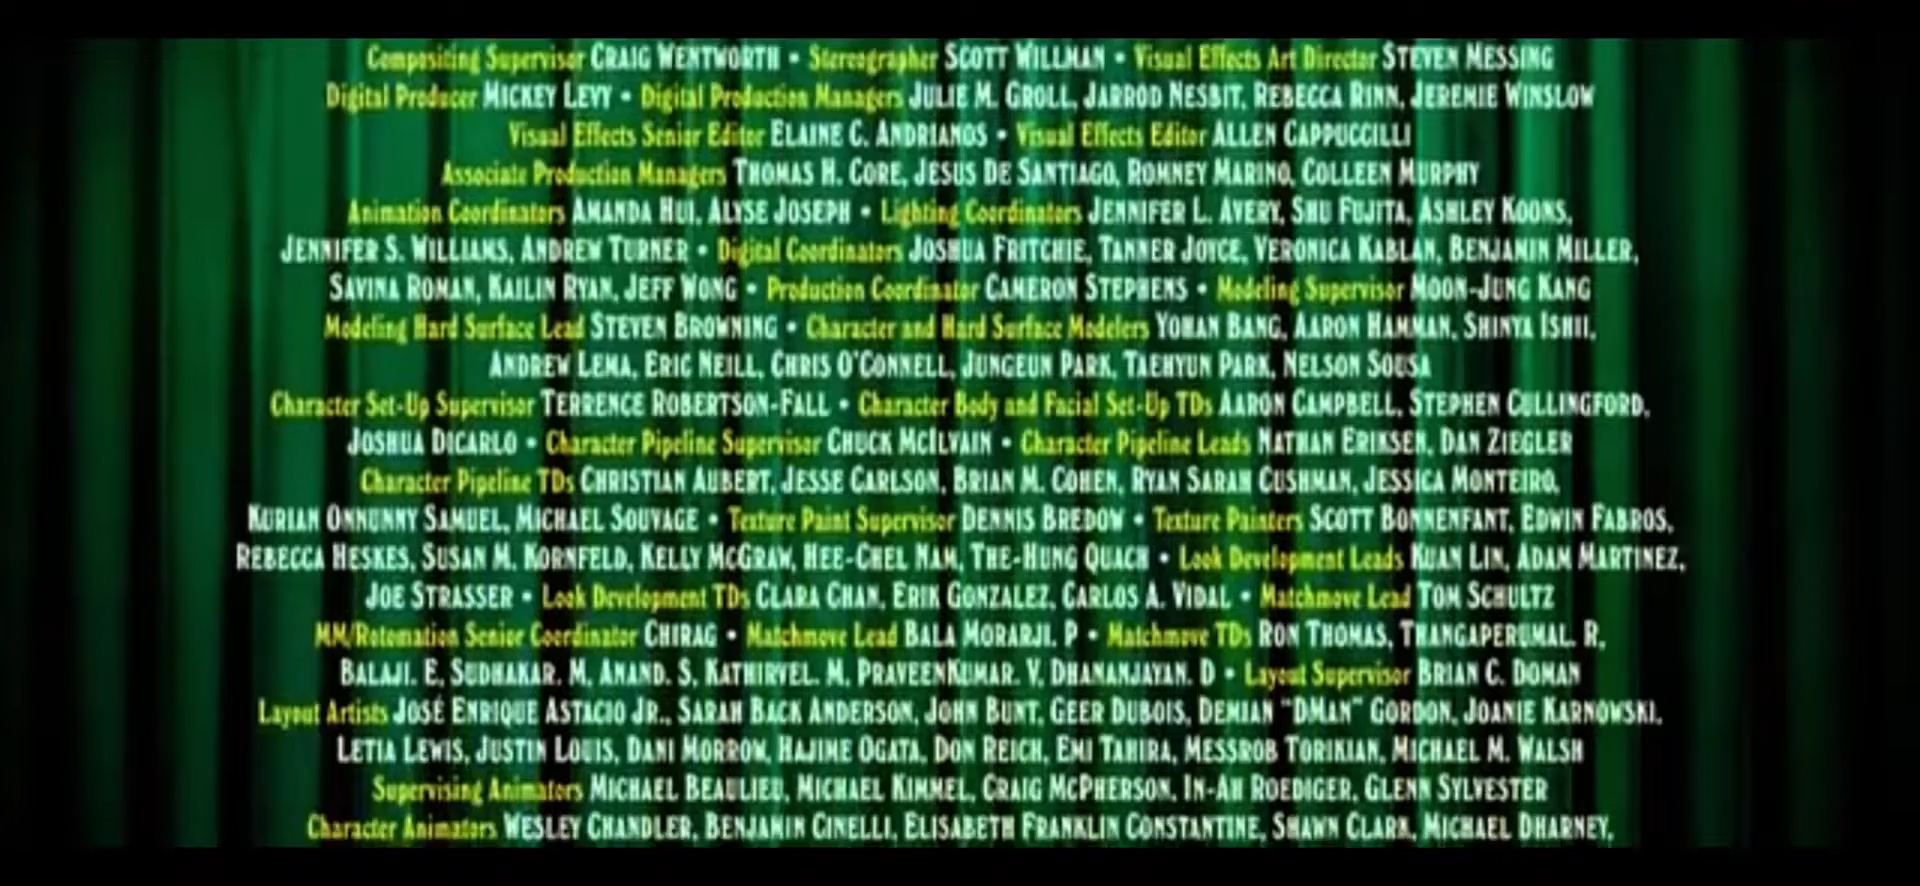 Compositing Supervisor CRAIG WENTWORTH • Stereographer SCOTT WILLMAN • Visual Effects Art Director STEVEN MESSING
Digital Producer MICKEY LEVY • Digital Production Managers JULIE M. GROLL, JARROD NESBIT, REBECCA RINN, JEREMIE WINSLOW
Visual Effects Senior Editor ELAINE C. ANDRIANOS • Visual Effects Editor ALLEN CAPPUCCILLI
Associate Production Managers THOMAS H. CORE, JESUS DE SANTIAGO, ROMNEY MARINO, COLLEEN MURPHY
Animation Coordinators AMANDA HUI, ALYSE JOSEPH • Lighting Coordinators JENNIFER L. AVERY, SHU FUJITA, ASHLEY KOONS,
JENNIFER S. WILLIAMS, ANDREW TURNER • Digital Coordinators JOSHUA FRITCHIE, TANNER JOYCE, VERONICA KABLAN, BENJAMIN MILLER,
SAVINA ROMAN, KAILIN RYAN, JEFF WONG • Production Coordinator CAMERON STEPHENS • Modeling Supervisor MOON-JUNG KANG
Modeling Hard Surface Lead STEVEN BROWNING • Character and Hard Surface Modelers YOHAN BANG, AARON HAMMAN, SHINYA ISHII,
ANDREW LEMA, ERIC NEILL, CHRIS O'CONNELL, JUNGEUN PARK, TAEHYUN PARK, NELSON SOUSA
Character Set-Up Supervisor TERRENCE ROBERTSON-FALL • Character Body and Facial Set-Up TDs AARON CAMPBELL, STEPHEN CULLINGFORD,
JOSHUA DICARLO • Character Pipeline Supervisor CHUCK MCILVAIN • Character Pipeline Leads NATHAN ERIKSEN, DAN ZIEGLER
Character Pipeline TDs CHRISTIAN AUBERT, JESSE CARLSON, BRIAN M. COHEN, RYAN SARAH CUSHMAN, JESSICA MONTEIRO,
KURIAN ONNUNNY SAMUEL, MICHAEL SOUVAGE • Texture Paint Supervisor DENNIS BREDOW • Texture Painters SCOTT BONNENFANT, EDWIN FABROS,
REBECCA HESKES, SUSAN M. KORNFELD, KELLY MCGRAW, HEE-CHEL NAM, THE-HUNG QUACH • Look Development Leads KUAN LIN, ADAM MARTINEZ,
JOE STRASSER • Look Development TDs CLARA CHAN, ERIK GONZALEZ, CARLOS A. VIDAL • Matchmove Lead TOM SCHULTZ
MM/Rotomation Senior Coordinator CHIRAG • Matchmove Lead BALA MORARJI. P • Matchmove TDs RON THOMAS, THANGAPERUMAL. R,
BALAJI. E, SUDHAKAR. M, ANAND. S, KATHIRVEL. M, PRAVEENKUMAR. V, DHANANJAYAN. D • Layout Supervisor BRIAN C. DOMAN
Layout Artists JOSÉ ENRIQUE ASTACIO JR., SARAH BACK ANDERSON, JOHN BUNT, GEER DUBOIS, DEMIAN "DMAN" GORDON, JOANIE KARNOWSKI,
LETIA LEWIS, JUSTIN LOUIS, DANI MORROW, HAJIME OGATA, DON REICH, EMI TAHIRA, MESSROB TORIKIAN, MICHAEL M. WALSH
Supervising Animators MICHAEL BEAULIEU, MICHAEL KIMMEL, CRAIG MCPHERSON, IN-AH ROEDIGER, GLENN SYLVESTER
Character Animators WESLEY CHANDLER, BENJAMIN CINELLI, ELISABETH FRANKLIN CONSTANTINE, SHAWN CLARK, MICHAEL DHARNEY,